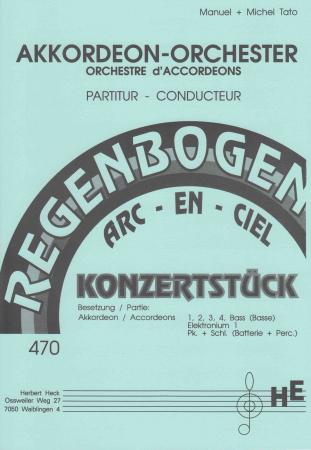 Manuel + Michel Tato
AKKORDEON-ORCHESTER
ORCHESTRE d'ACCORDEONS
PARTITUR - CONDUCTEUR
REGENBOGEN
ARC - EN - CIEL
KONZERTSTÜCK
Besetzung / Partie:
Akkordeon / Accordeons 1, 2, 3, 4, Bass (Basse)
Elektronium 1
Pk. + Schl. (Batterie + Perc.)
470
Herbert Heck
Ossweiler Weg 27
7050 Waiblingen 4
HE